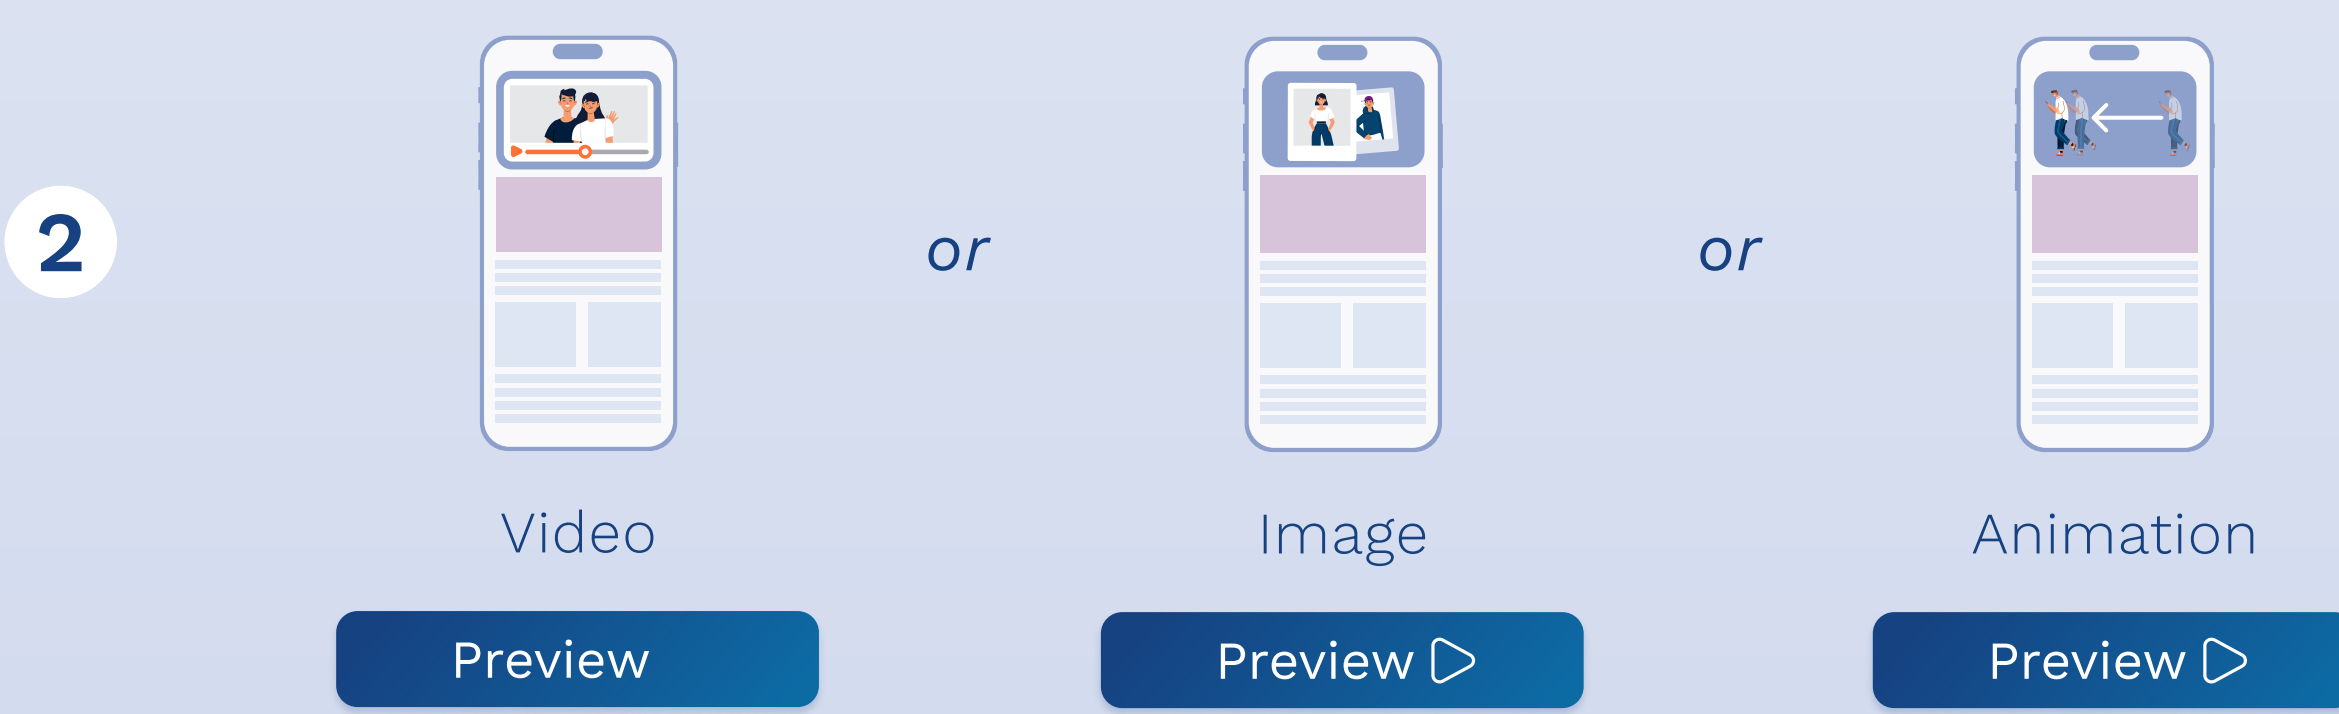 2
or
or
Video
Image
Animation
Preview
Preview
Preview